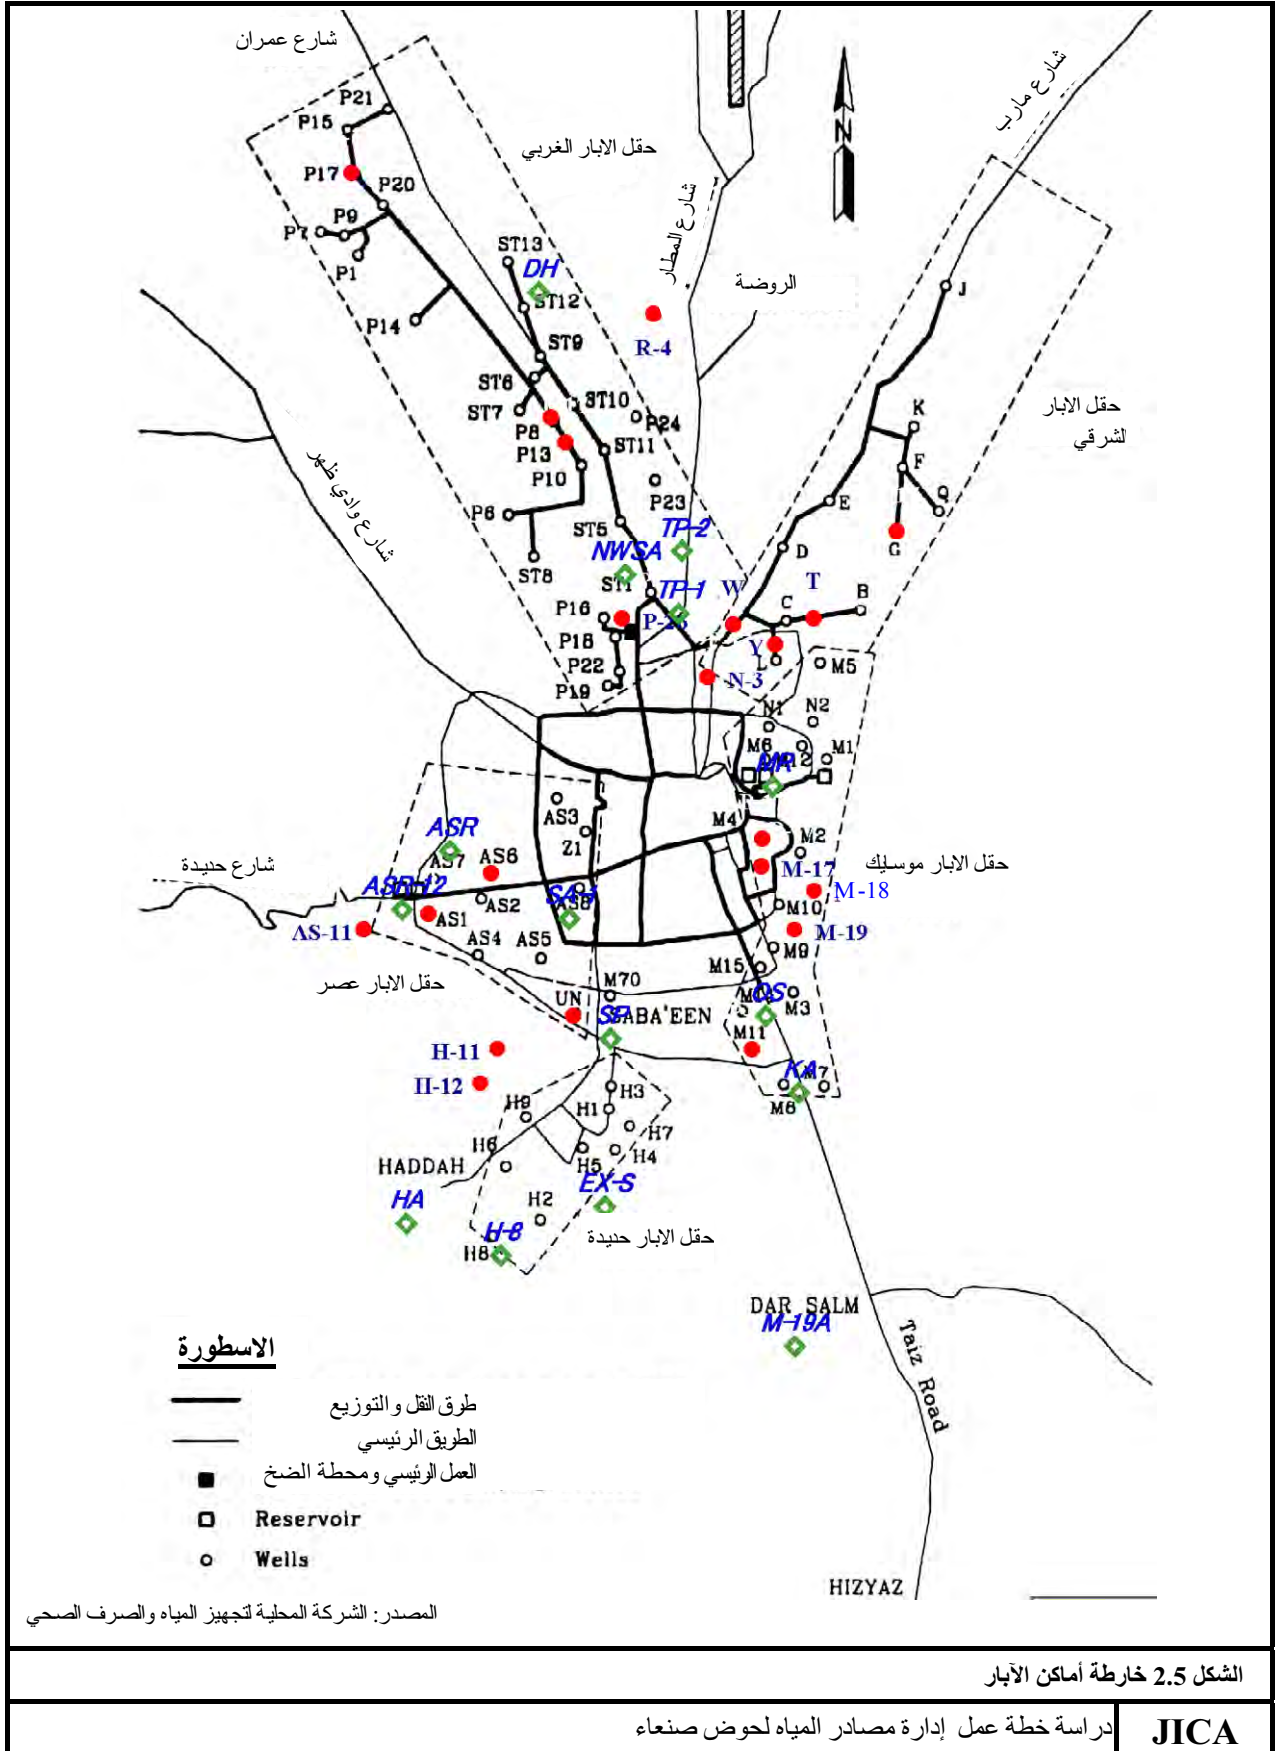 شارع عمران
شارع مارب
P21
P15
حقل الابار الغربي
N
P17
P20
شارع المطار
P7
P9
P1
ST13
DH
الروضة
J
ST12
P14
R-4
ST9
ST6
ST7
ST10
حقل الابار
لشرقي
K
P8
P24
P13
ST11
شارع وادي ظهر
P10
F
P23
Q
P6
E
ST5
TP-2
G
NWSA
D
ST8
ST1
TP-1
W
T
B
P16
C
P18
Y
P22
L
M5
N-3
P19
N1
N2
M6
M1
MR
AS3
M4
Z1
ASR
M2
AS7
AS6
حقل الابار موسايك
شارع حديدة
M-17
ASR-12
SA-1
M-18
AS2
AS8
M10
AS1
AS-11
M-19
AS4
AS5
M9
M15
حقل الابار عصر
M70
QS
M3
UN
SP
SABA'EEN
M11
H-11
H-12
KA
M7
H3
M8
H9
H1
H7
H6
H5
H4
HADDAH
EX-S
HA
H2
H-8
حقل الابار حديدة
H8
DAR SALM
M-19A
Taiz Road
الاسطورة
طرق النقل والتوزيع
الطريق الرئيسي
العمل الرئيسي ومحطة الضخ
Reservoir
Wells
HIZYAZ
المصدر: الشركة المحلية لتجهيز المياه والصرف الصحي
الشكل 2.5 خارطة أماكن الآبار
دراسة خطة عمل إدارة مصادر المياه لحوض صنعاء
JICA